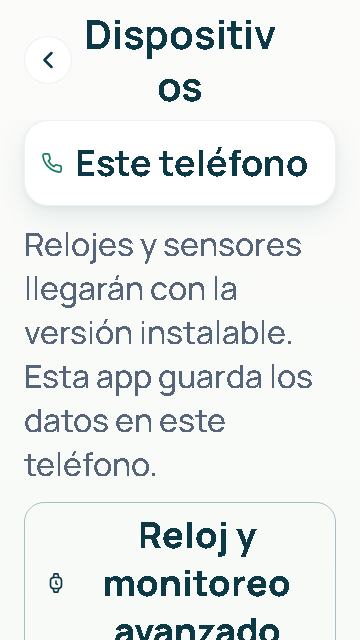 Dispositiv
os
Este teléfono
Relojes y sensores
llegarán con la
versión instalable.
Esta app guarda los
datos en este
teléfono.
Reloj y
monitoreo
avanzado